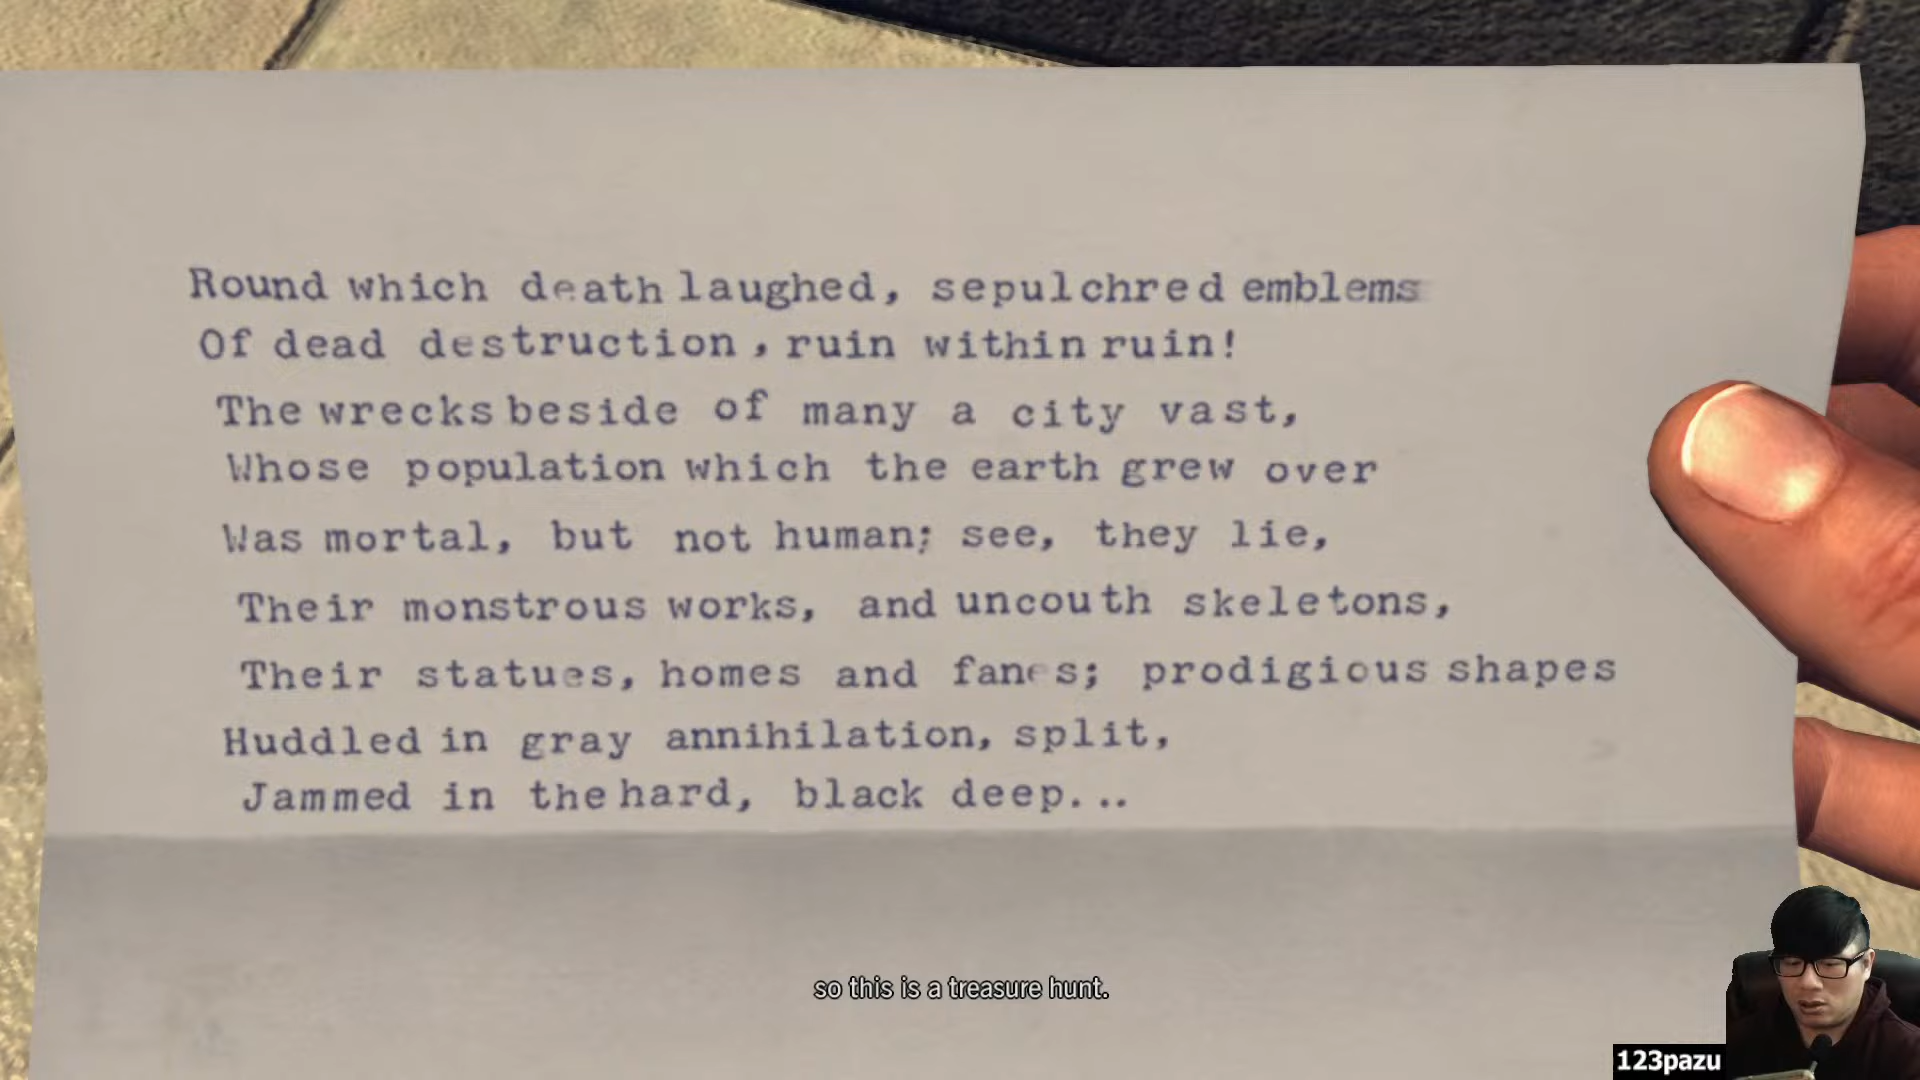 Round which death laughed, sepulchred emblems
Of dead destruction, ruin within ruin!
The wrecks beside of many a city vast,
Whose population which the earth grew over
Was mortal, but not human; see, they lie,
Their monstrous works, and uncouth skeletons,
Their statues, homes and fanes; prodigious shapes
Huddled in gray annihilation, split,
Jammed in the hard, black deep...
so this is a treasure hunt.
123pazu